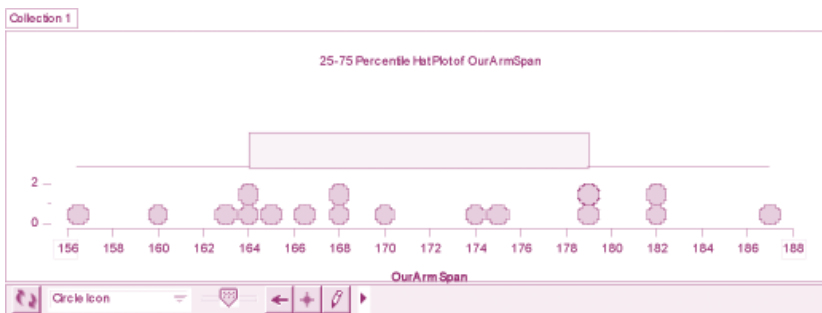 Collection 1
25-75 Percentile Hat Plot of OurArmSpan
2
0
156 158 160 162 164 166 168 170 172 174 176 178 180 182 184 186 188
OurArmSpan
Circle Icon